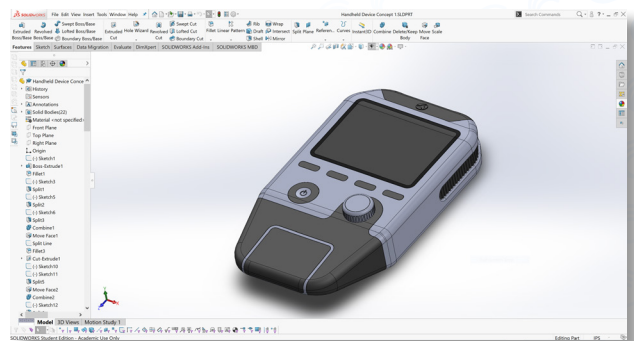 SOLIDWORKS File Edit View Insert Tools Window Help Handheld Device Concept 1.SLDPRT Search Commands
Extruded Boss/Base Revolved Boss/Base Swept Boss/Base Lofted Boss/Base Boundary Boss/Base Extruded Cut Hole Wizard Revolved Cut Swept Cut Lofted Cut Boundary Cut Fillet Linear Pattern Rib Draft Shell Wrap Intersect Mirror Split Plane Referen... Curves Instant3D Combine Delete/Keep Body Move Face Scale
Features Sketch Surfaces Data Migration Evaluate DimXpert SOLIDWORKS Add-Ins SOLIDWORKS MBD
Handheld Device Conce
History
Sensors
Annotations
Solid Bodies(22)
Material <not specified>
Front Plane
Top Plane
Right Plane
Origin
(-) Sketch1
Boss-Extrude1
Fillet1
(-) Sketch3
Split1
(-) Sketch5
Split2
(-) Sketch6
Split3
Combine1
Move Face1
Split Line
Fillet3
Cut-Extrude1
(-) Sketch10
(-) Sketch11
Split5
Move Face2
Combine2
(-) Sketch12
Model 3D Views Motion Study 1
SOLIDWORKS Student Edition - Academic Use Only Editing Part IPS